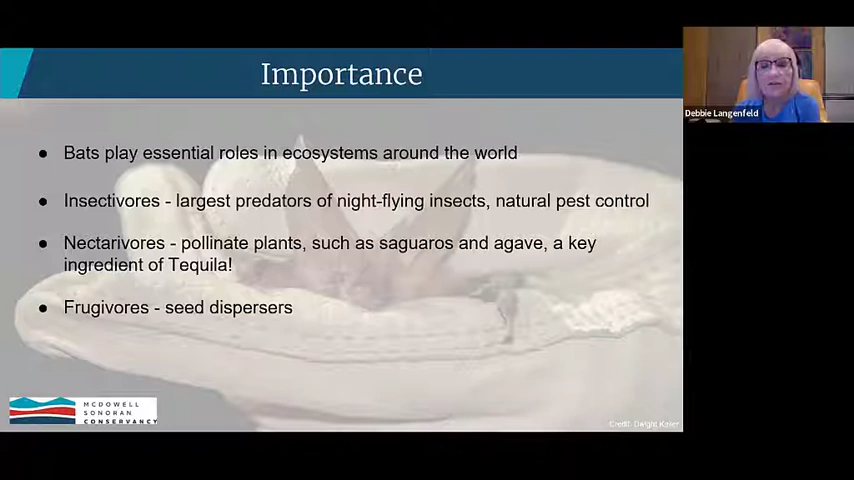 Importance
Debbie Langenfeld
● Bats play essential roles in ecosystems around the world
● Insectivores - largest predators of night-flying insects, natural pest control
● Nectarivores - pollinate plants, such as saguaros and agave, a key
ingredient of Tequila!
● Frugivores - seed dispersers
MCDOWELL
SONORAN
CONSERVANCY
Credit: Dwight